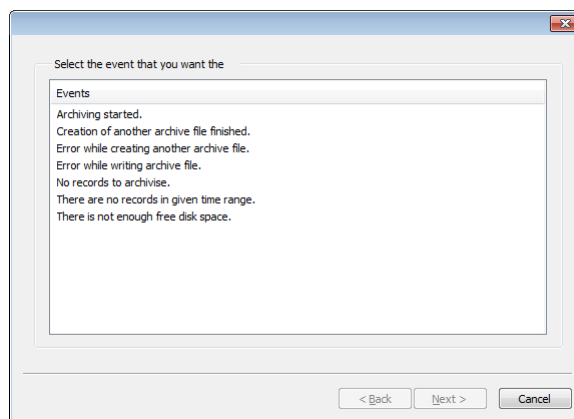 Select the event that you want the
Events
Archiving started.
Creation of another archive file finished.
Error while creating another archive file.
Error while writing archive file.
No records to archivise.
There are no records in given time range.
There is not enough free disk space.
< Back Next > Cancel